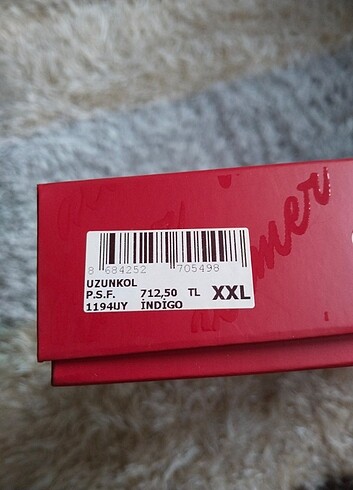 8 684252 705498
UZUNKOL
P.S.F. 712,50 TL XXL
1194UY İNDİGO